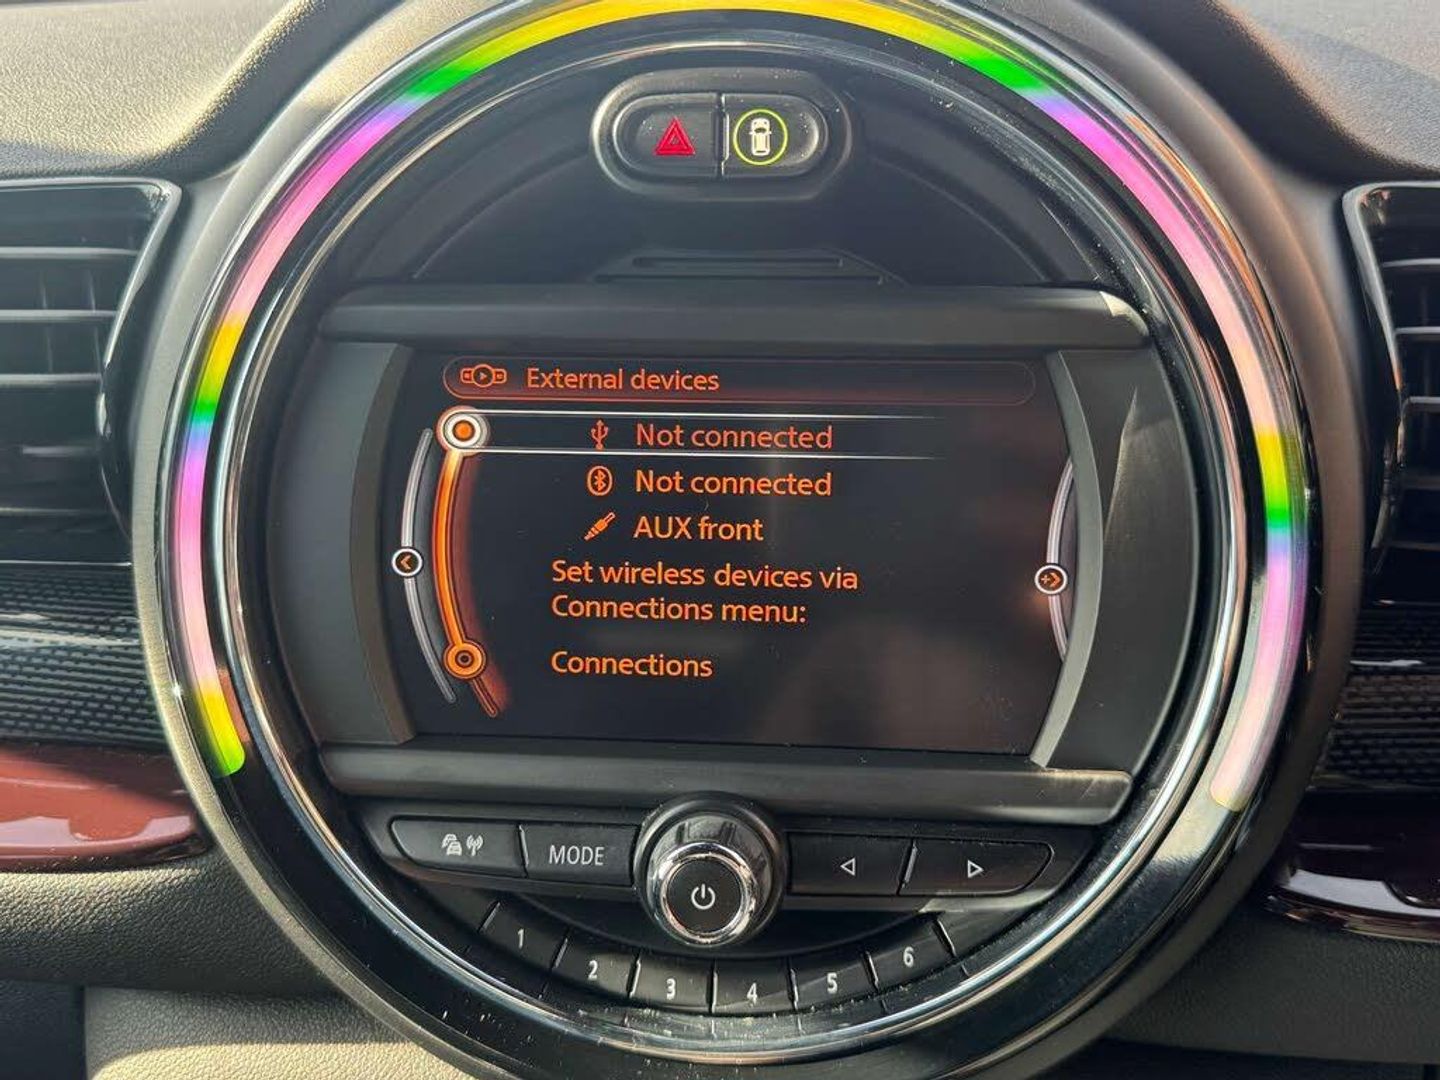 External devices
Not connected
Not connected
AUX front
Set wireless devices via
Connections menu:
Connections
MODE
1 2 3 4 5 6